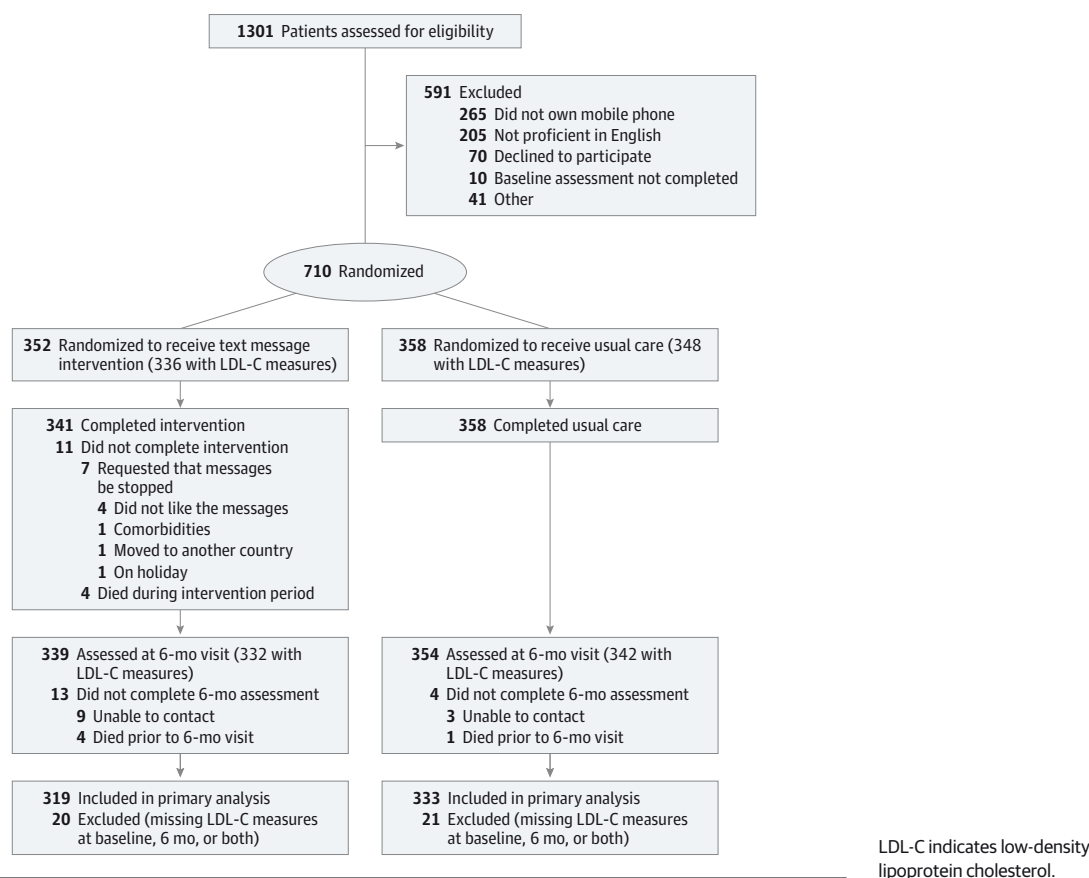 1301 Patients assessed for eligibility
591 Excluded
265 Did not own mobile phone
205 Not proficient in English
70 Declined to participate
10 Baseline assessment not completed
41 Other
710 Randomized
352 Randomized to receive text message
intervention (336 with LDL-C measures)
358 Randomized to receive usual care (348
with LDL-C measures)
341 Completed intervention
11 Did not complete intervention
7 Requested that messages
be stopped
4 Did not like the messages
1 Comorbidities
1 Moved to another country
1 On holiday
4 Died during intervention period
358 Completed usual care
339 Assessed at 6-mo visit (332 with
LDL-C measures)
13 Did not complete 6-mo assessment
9 Unable to contact
4 Died prior to 6-mo visit
354 Assessed at 6-mo visit (342 with
LDL-C measures)
4 Did not complete 6-mo assessment
3 Unable to contact
1 Died prior to 6-mo visit
319 Included in primary analysis
20 Excluded (missing LDL-C measures
at baseline, 6 mo, or both)
333 Included in primary analysis
21 Excluded (missing LDL-C measures
at baseline, 6 mo, or both)
LDL-C indicates low-density
lipoprotein cholesterol.